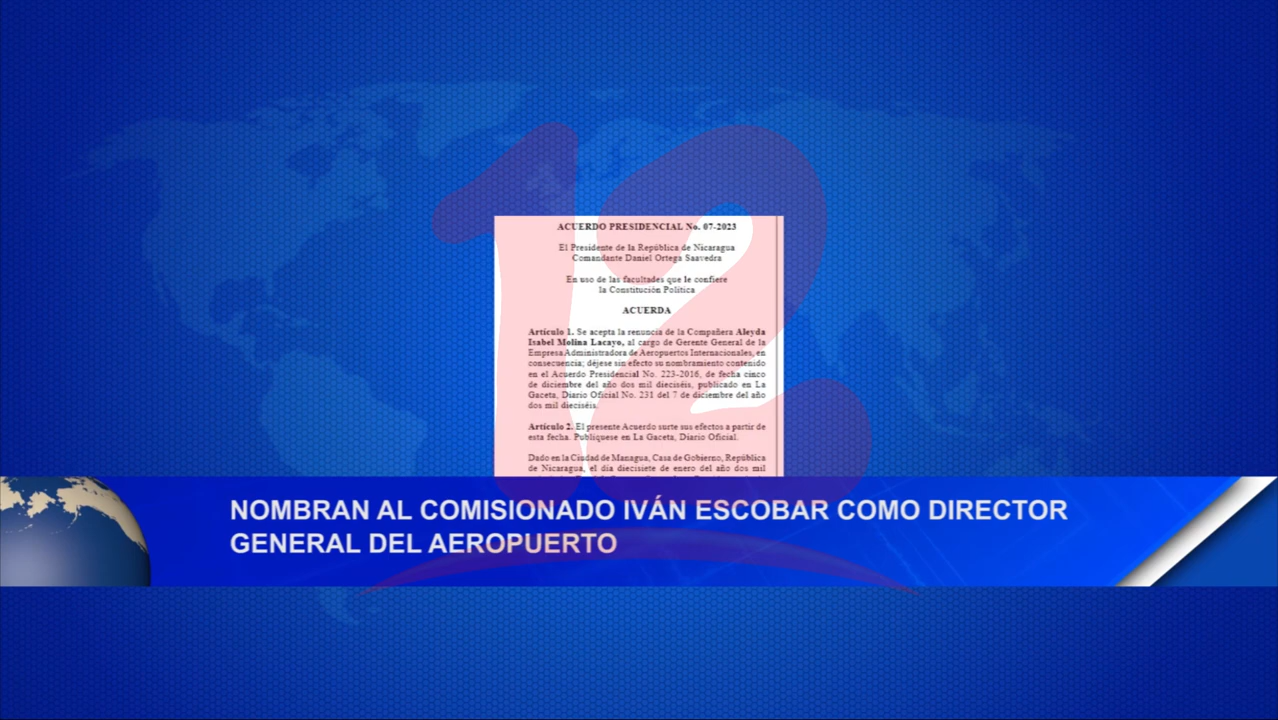 12
ACUERDO PRESIDENCIAL No. 07-2023
El Presidente de la República de Nicaragua
Comandante Daniel Ortega Saavedra
En uso de las facultades que le confiere
la Constitución Política
ACUERDA
Artículo 1. Se acepta la renuncia de la Compañera Aleyda
Isabel Molina Lacayo, al cargo de Gerente General de la
Empresa Administradora de Aeropuertos Internacionales, en
consecuencia; déjese sin efecto su nombramiento contenido
en el Acuerdo Presidencial No. 223-2016, de fecha cinco
de diciembre del año dos mil dieciséis, publicado en La
Gaceta, Diario Oficial No. 231 del 7 de diciembre del año
dos mil dieciséis.
Artículo 2. El presente Acuerdo surte sus efectos a partir de
esta fecha. Publíquese en La Gaceta, Diario Oficial.
Dado en la Ciudad de Managua, Casa de Gobierno, República
de Nicaragua, el día diecisiete de enero del año dos mil
NOMBRAN AL COMISIONADO IVÁN ESCOBAR COMO DIRECTOR
GENERAL DEL AEROPUERTO